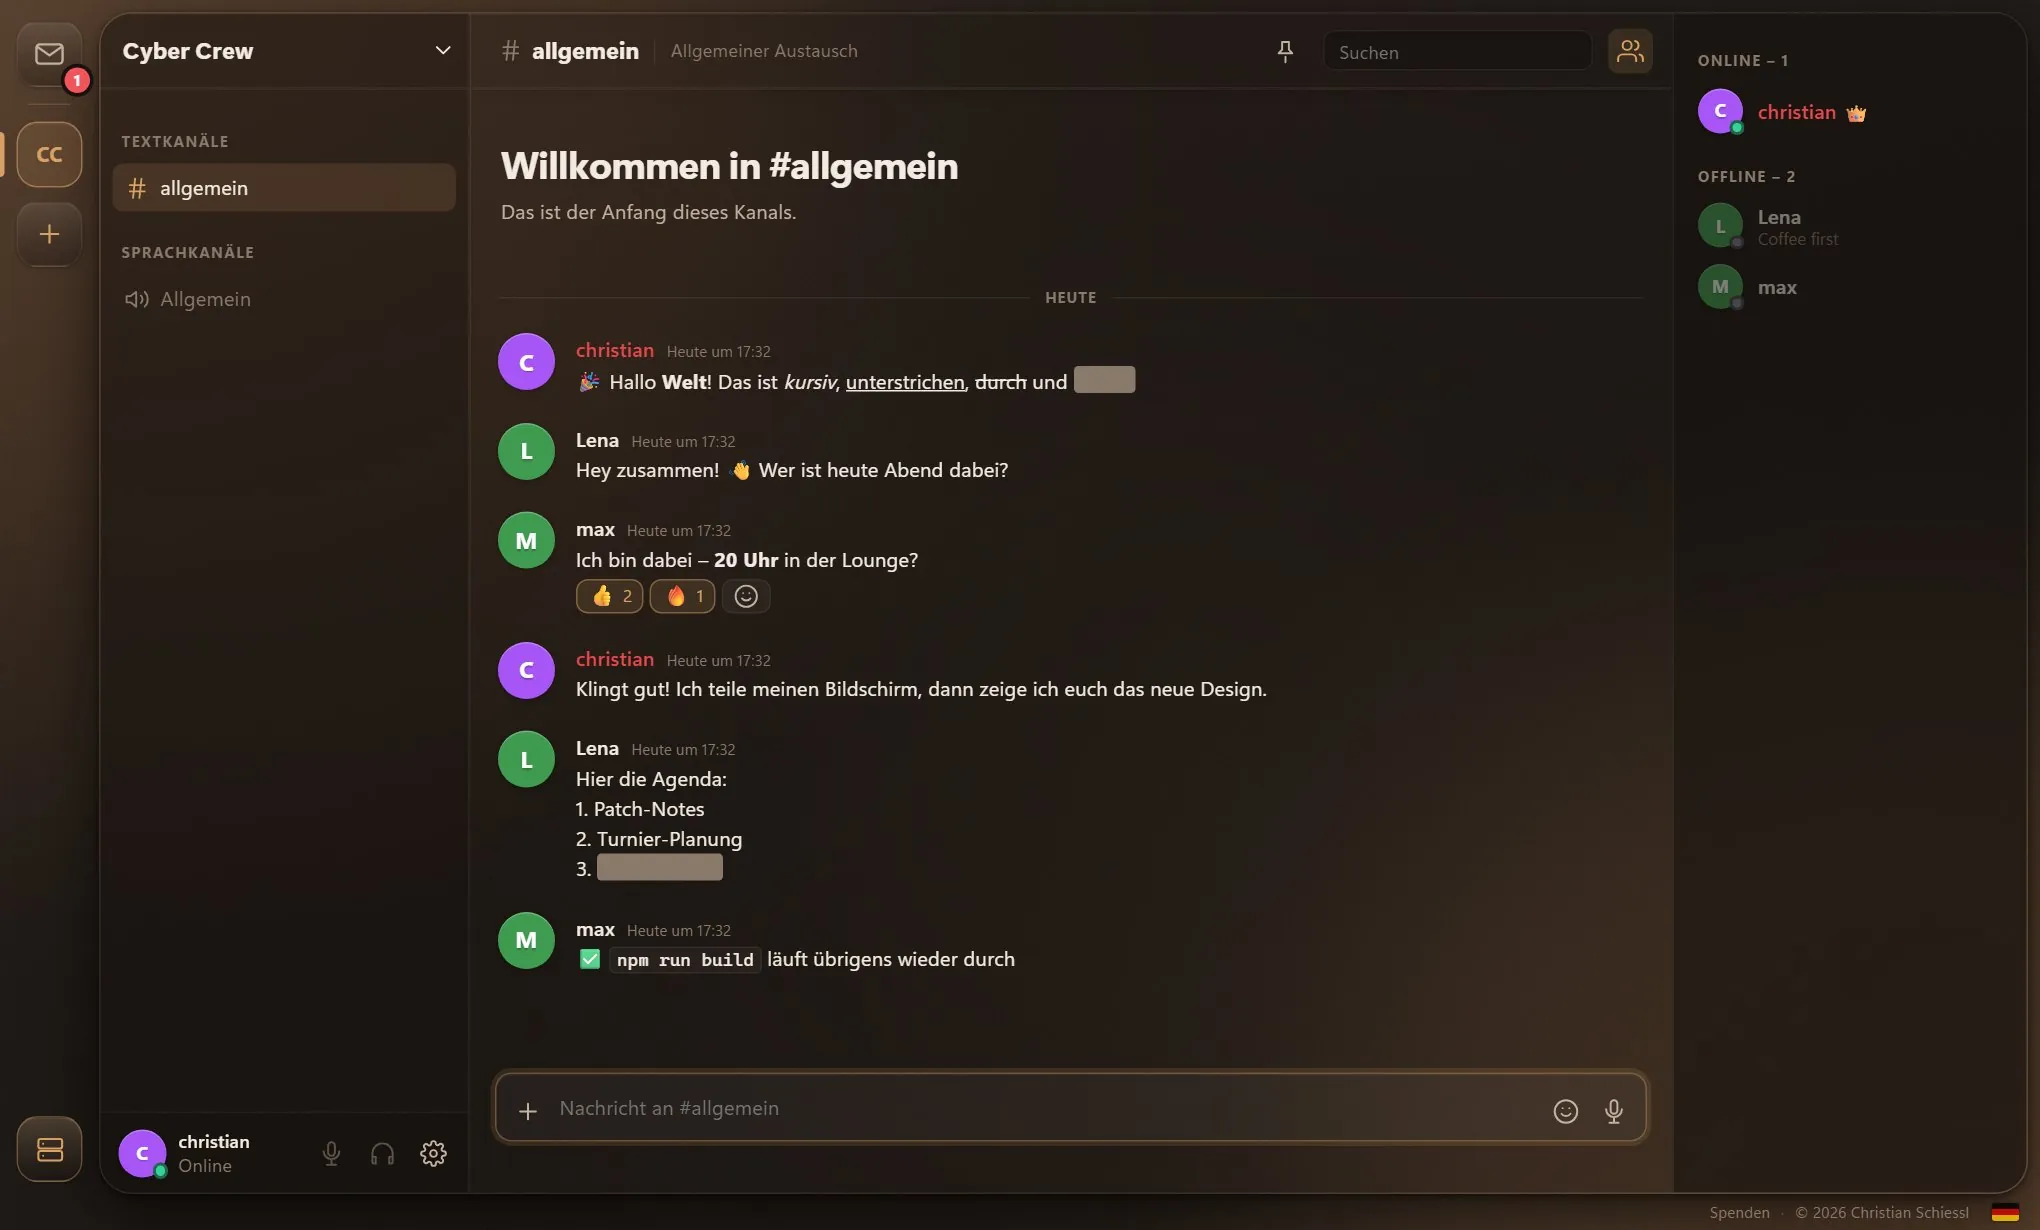 1
CC
Cyber Crew
TEXTKANÄLE
# allgemein
SPRACHKANÄLE
Allgemein
C
christian
Online
# allgemein
Allgemeiner Austausch
Suchen
Willkommen in #allgemein
Das ist der Anfang dieses Kanals.
HEUTE
C
christian Heute um 17:32
🎉 Hallo Welt! Das ist kursiv, unterstrichen, durch und
L
Lena Heute um 17:32
Hey zusammen! 👋 Wer ist heute Abend dabei?
M
max Heute um 17:32
Ich bin dabei – 20 Uhr in der Lounge?
👍 2 🔥 1
C
christian Heute um 17:32
Klingt gut! Ich teile meinen Bildschirm, dann zeige ich euch das neue Design.
L
Lena Heute um 17:32
Hier die Agenda:
1. Patch-Notes
2. Turnier-Planung
3.
M
max Heute um 17:32
✅ npm run build läuft übrigens wieder durch
Nachricht an #allgemein
ONLINE – 1
C
christian 👑
OFFLINE – 2
L
Lena
Coffee first
M
max
Spenden · © 2026 Christian Schiessl